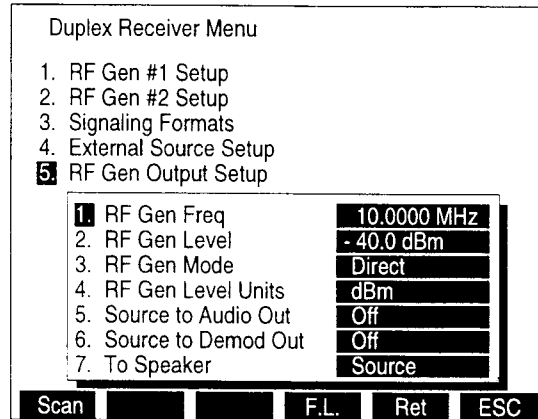 Duplex Receiver Menu
1. RF Gen #1 Setup
2. RF Gen #2 Setup
3. Signaling Formats
4. External Source Setup
5. RF Gen Output Setup
1. RF Gen Freq 10.0000 MHz
2. RF Gen Level - 40.0 dBm
3. RF Gen Mode Direct
4. RF Gen Level Units dBm
5. Source to Audio Out Off
6. Source to Demod Out Off
7. To Speaker Source
Scan F.L. Ret ESC